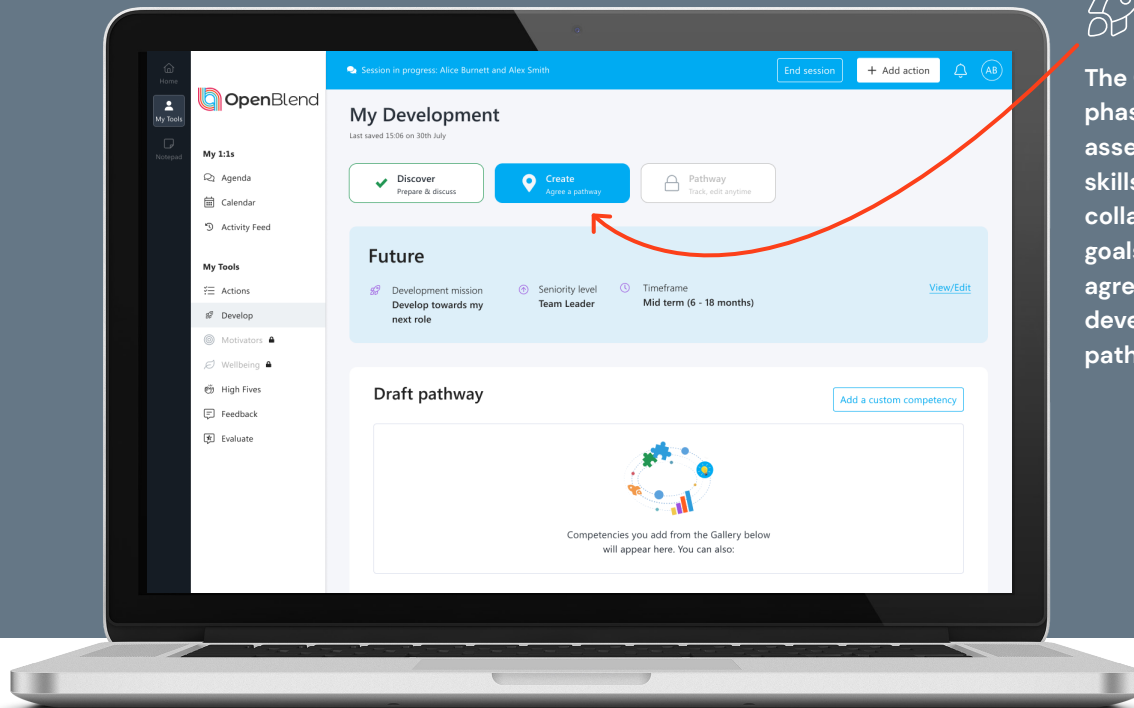 Home
My Tools
Notepad
OpenBlend
My 1:1s
Agenda
Calendar
Activity Feed
My Tools
Actions
Develop
Motivators
Wellbeing
High Fives
Feedback
Evaluate
Session in progress: Alice Burnett and Alex Smith
End session
+ Add action
AB
My Development
Last saved 15:06 on 30th July
Discover
Prepare & discuss
Create
Agree a pathway
Pathway
Track, edit anytime
Future
Development mission
Develop towards my
next role
Seniority level
Team Leader
Timeframe
Mid term (6 - 18 months)
View/Edit
Draft pathway
Add a custom competency
Competencies you add from the Gallery below
will appear here. You can also:
The
phas
asse
skills
colla
goals
agre
deve
path